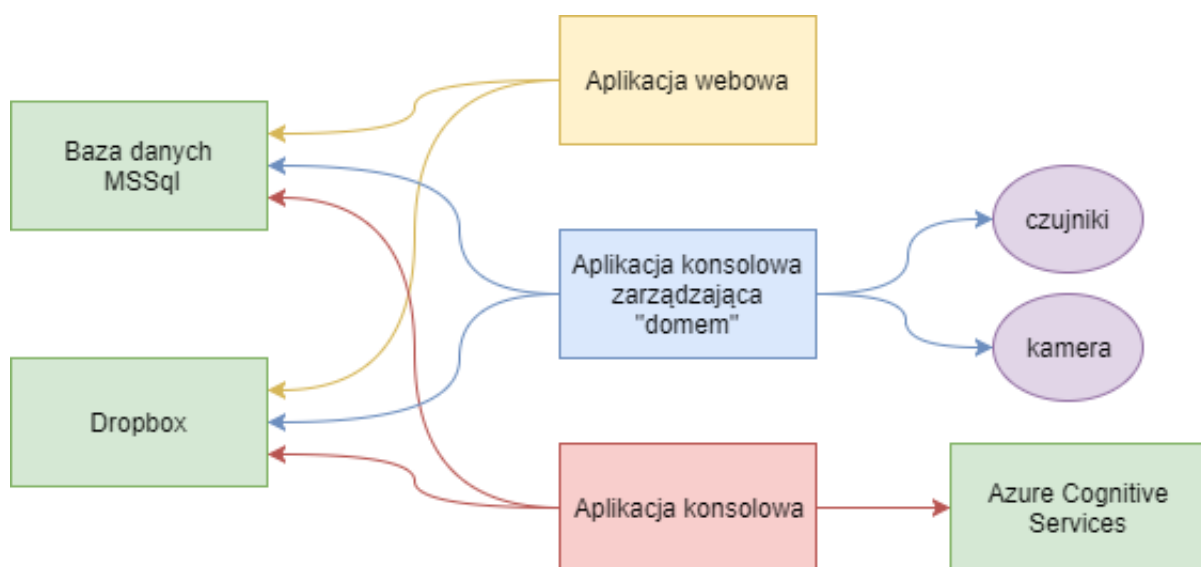 Aplikacja webowa
Baza danych
MSSql
czujniki
Aplikacja konsolowa
zarządzająca
"domem"
kamera
Dropbox
Aplikacja konsolowa
Azure Cognitive
Services